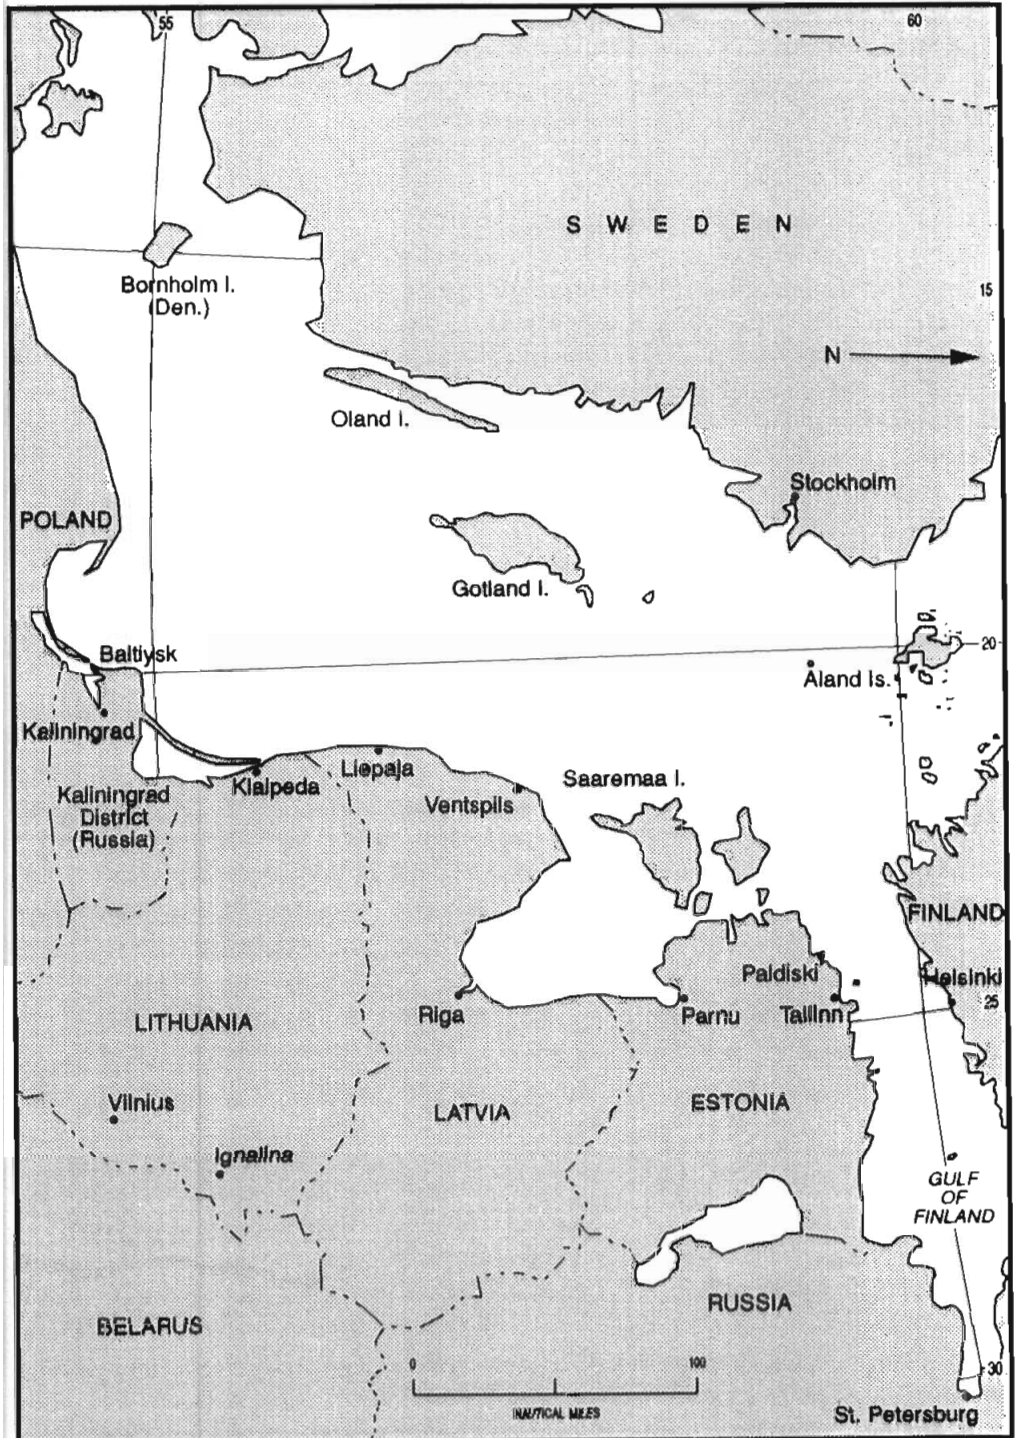 55
60
SWEDEN
Bornholm I.
(Den.)
15
N
Oland I.
Stockholm
POLAND
Gotland I.
Baltiysk
20
Åland Is.
Kaliningrad
Liepaja
Klaipeda
Saaremaa I.
Ventspils
Kaliningrad
District
(Russia)
FINLAND
Paldiski
Helsinki
25
Riga
Parnu
Tallinn
LITHUANIA
Vilnius
LATVIA
ESTONIA
Ignalina
GULF
OF
FINLAND
RUSSIA
BELARUS
0
100
30
NAUTICAL MILES
St. Petersburg